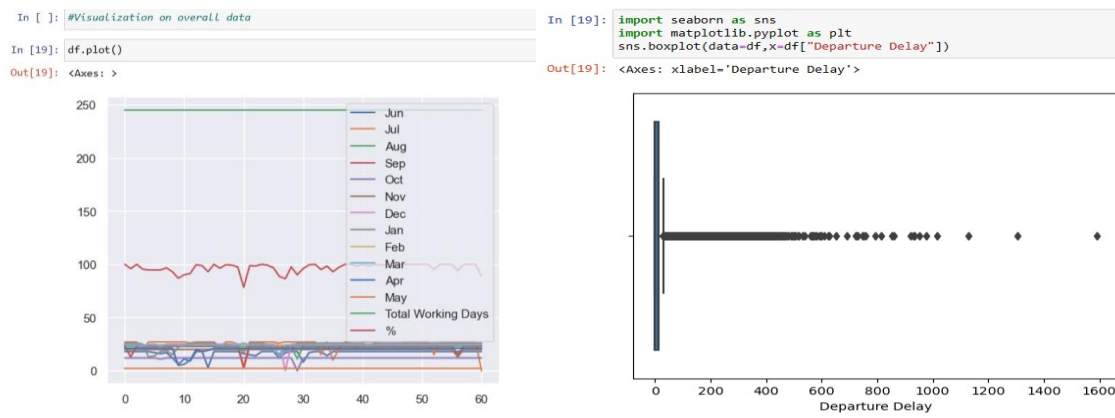 In [ ]: #Visualization on overall data
In [19]: df.plot()
Out[19]: <Axes: >
250
200
150
100
50
0
0 10 20 30 40 50 60
Jun
Jul
Aug
Sep
Oct
Nov
Dec
Jan
Feb
Mar
Apr
May
Total Working Days
%
In [19]: import seaborn as sns
import matplotlib.pyplot as plt
sns.boxplot(data=df,x=df["Departure Delay"])
Out[19]: <Axes: xlabel='Departure Delay'>
0 200 400 600 800 1000 1200 1400 1600
Departure Delay